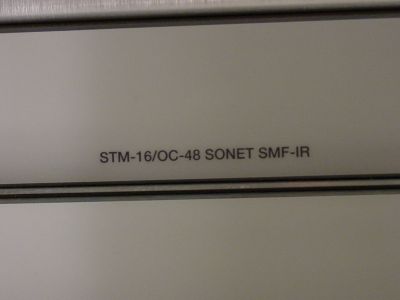 STM-16/OC-48 SONET SMF-IR